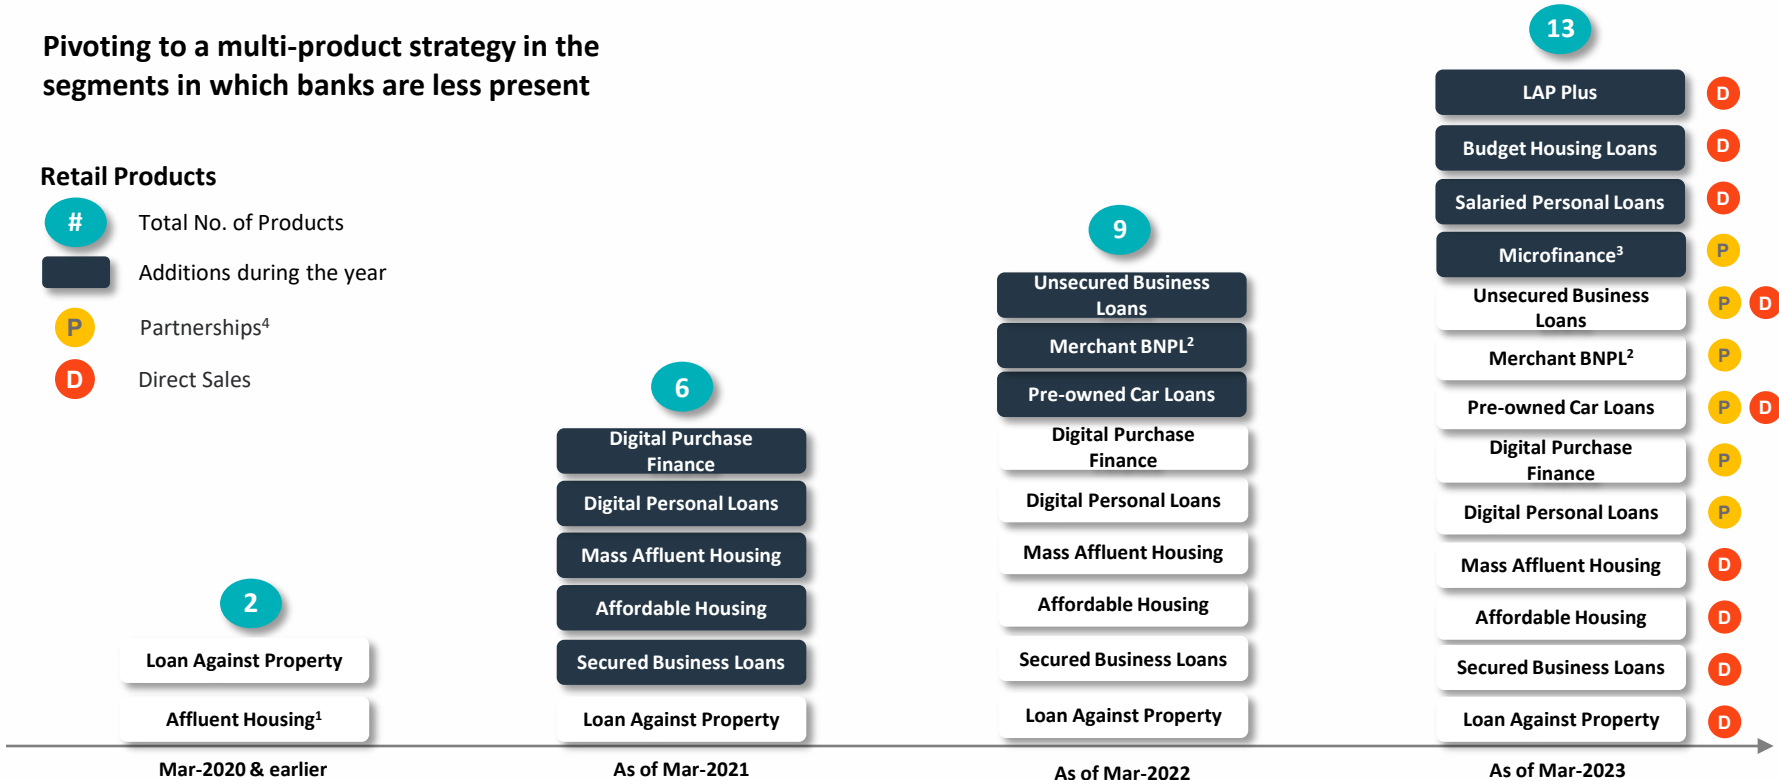 Pivoting to a multi-product strategy in the
segments in which banks are less present
Retail Products
# Total No. of Products
Additions during the year
P Partnerships⁴
D Direct Sales
2
Loan Against Property
Affluent Housing¹
Mar-2020 & earlier
6
Digital Purchase
Finance
Digital Personal Loans
Mass Affluent Housing
Affordable Housing
Secured Business Loans
Loan Against Property
As of Mar-2021
9
Unsecured Business
Loans
Merchant BNPL²
Pre-owned Car Loans
Digital Purchase
Finance
Digital Personal Loans
Mass Affluent Housing
Affordable Housing
Secured Business Loans
Loan Against Property
As of Mar-2022
13
LAP Plus D
Budget Housing Loans D
Salaried Personal Loans D
Microfinance³ P
Unsecured Business
Loans P D
Merchant BNPL² P
Pre-owned Car Loans P D
Digital Purchase
Finance P
Digital Personal Loans P
Mass Affluent Housing D
Affordable Housing D
Secured Business Loans D
Loan Against Property D
As of Mar-2023